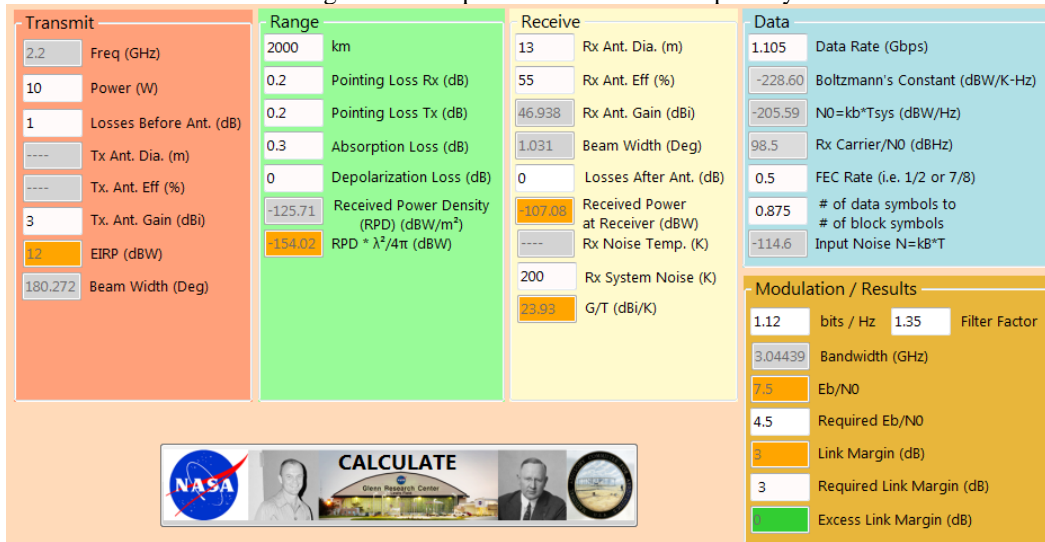 Transmit
2.2 Freq (GHz)
10 Power (W)
1 Losses Before Ant. (dB)
---- Tx Ant. Dia. (m)
---- Tx. Ant. Eff (%)
3 Tx. Ant. Gain (dBi)
12 EIRP (dBW)
180.272 Beam Width (Deg)
Range
2000 km
0.2 Pointing Loss Rx (dB)
0.2 Pointing Loss Tx (dB)
0.3 Absorption Loss (dB)
0 Depolarization Loss (dB)
-125.71 Received Power Density
(RPD) (dBW/m²)
-154.02 RPD * λ²/4π (dBW)
Receive
13 Rx Ant. Dia. (m)
55 Rx Ant. Eff (%)
46.938 Rx Ant. Gain (dBi)
1.031 Beam Width (Deg)
0 Losses After Ant. (dB)
-107.08 Received Power
at Receiver (dBW)
---- Rx Noise Temp. (K)
200 Rx System Noise (K)
23.93 G/T (dBi/K)
Data
1.105 Data Rate (Gbps)
-228.60 Boltzmann's Constant (dBW/K-Hz)
-205.59 N0=kb*Tsys (dBW/Hz)
98.5 Rx Carrier/N0 (dBHz)
0.5 FEC Rate (i.e. 1/2 or 7/8)
0.875 # of data symbols to
# of block symbols
-114.6 Input Noise N=kB*T
Modulation / Results
1.12 bits / Hz 1.35 Filter Factor
3.04439 Bandwidth (GHz)
7.5 Eb/N0
4.5 Required Eb/N0
3 Link Margin (dB)
3 Required Link Margin (dB)
0 Excess Link Margin (dB)
NASA
CALCULATE
Glenn Research Center